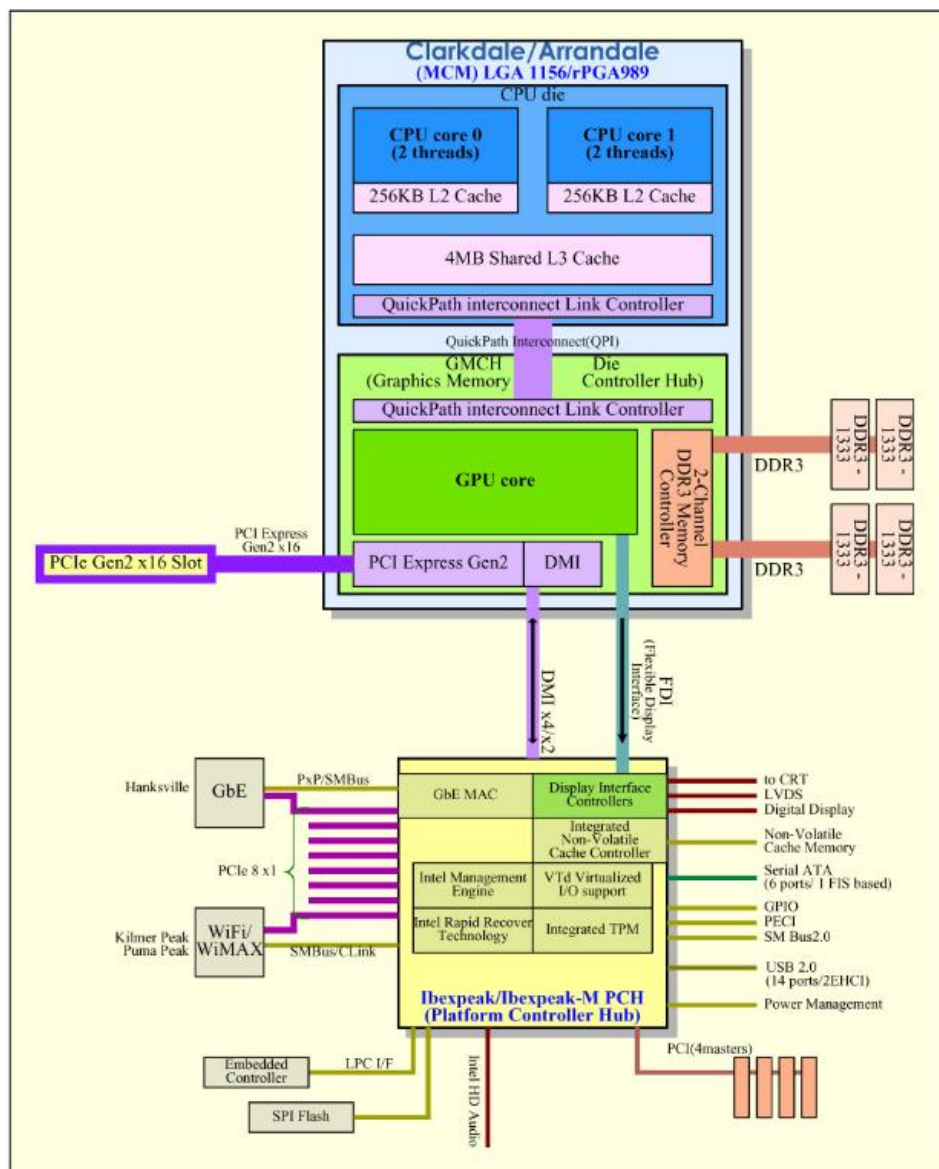 Clarkdale/Arrandale
(MCM) LGA 1156/rPGA989
CPU die
CPU core 0
(2 threads)
256KB L2 Cache
CPU core 1
(2 threads)
256KB L2 Cache
4MB Shared L3 Cache
QuickPath interconnect Link Controller
QuickPath Interconnect(QPI)
GMCH
(Graphics Memory
Die
Controller Hub)
QuickPath interconnect Link Controller
GPU core
2-Channel
DDR3 Memory
Controller
DDR3
DDR3 -
1333
DDR3 -
1333
DDR3
DDR3 -
1333
DDR3 -
1333
PCI Express
Gen2 x16
PCIe Gen2 x16 Slot
PCI Express Gen2
DMI
DMI x4/x2
FDI
(Flexible Display
Interface)
Hanksville
GbE
PxP/SMBus
PCIe 8 x1
Kilmer Peak
Puma Peak
WiFi/
WiMAX
SMBus/CLink
GbE MAC
Display Interface
Controllers
Integrated
Non-Volatile
Cache Controller
Intel Management
Engine
VTd Virtualized
I/O support
Intel Rapid Recover
Technology
Integrated TPM
Ibexpeak/Ibexpeak-M PCH
(Platform Controller Hub)
to CRT
LVDS
Digital Display
Non-Volatile
Cache Memory
Serial ATA
(6 ports/ 1 FIS based)
GPIO
PECI
SM Bus2.0
USB 2.0
(14 ports/2EHCI)
Power Management
PCI(4masters)
Embedded
Controller
LPC I/F
SPI Flash
Intel HD Audio